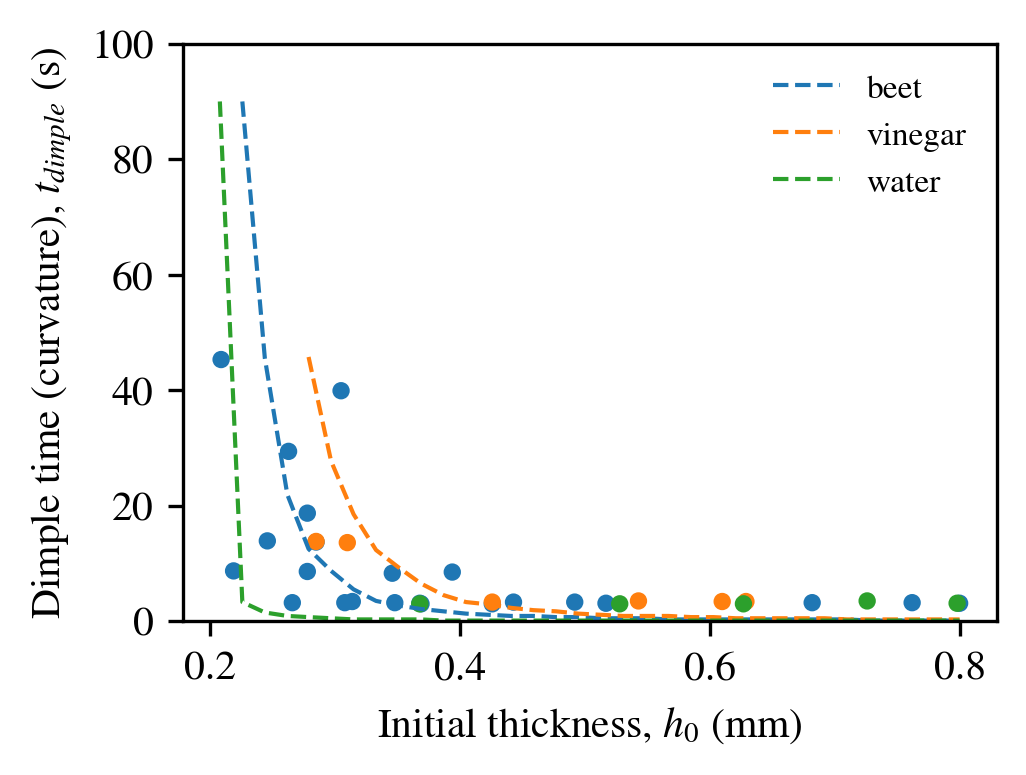 100
80
60
40
20
0
Dimple time (curvature), t_dimple (s)
beet
vinegar
water
0.2
0.4
0.6
0.8
Initial thickness, h_0 (mm)